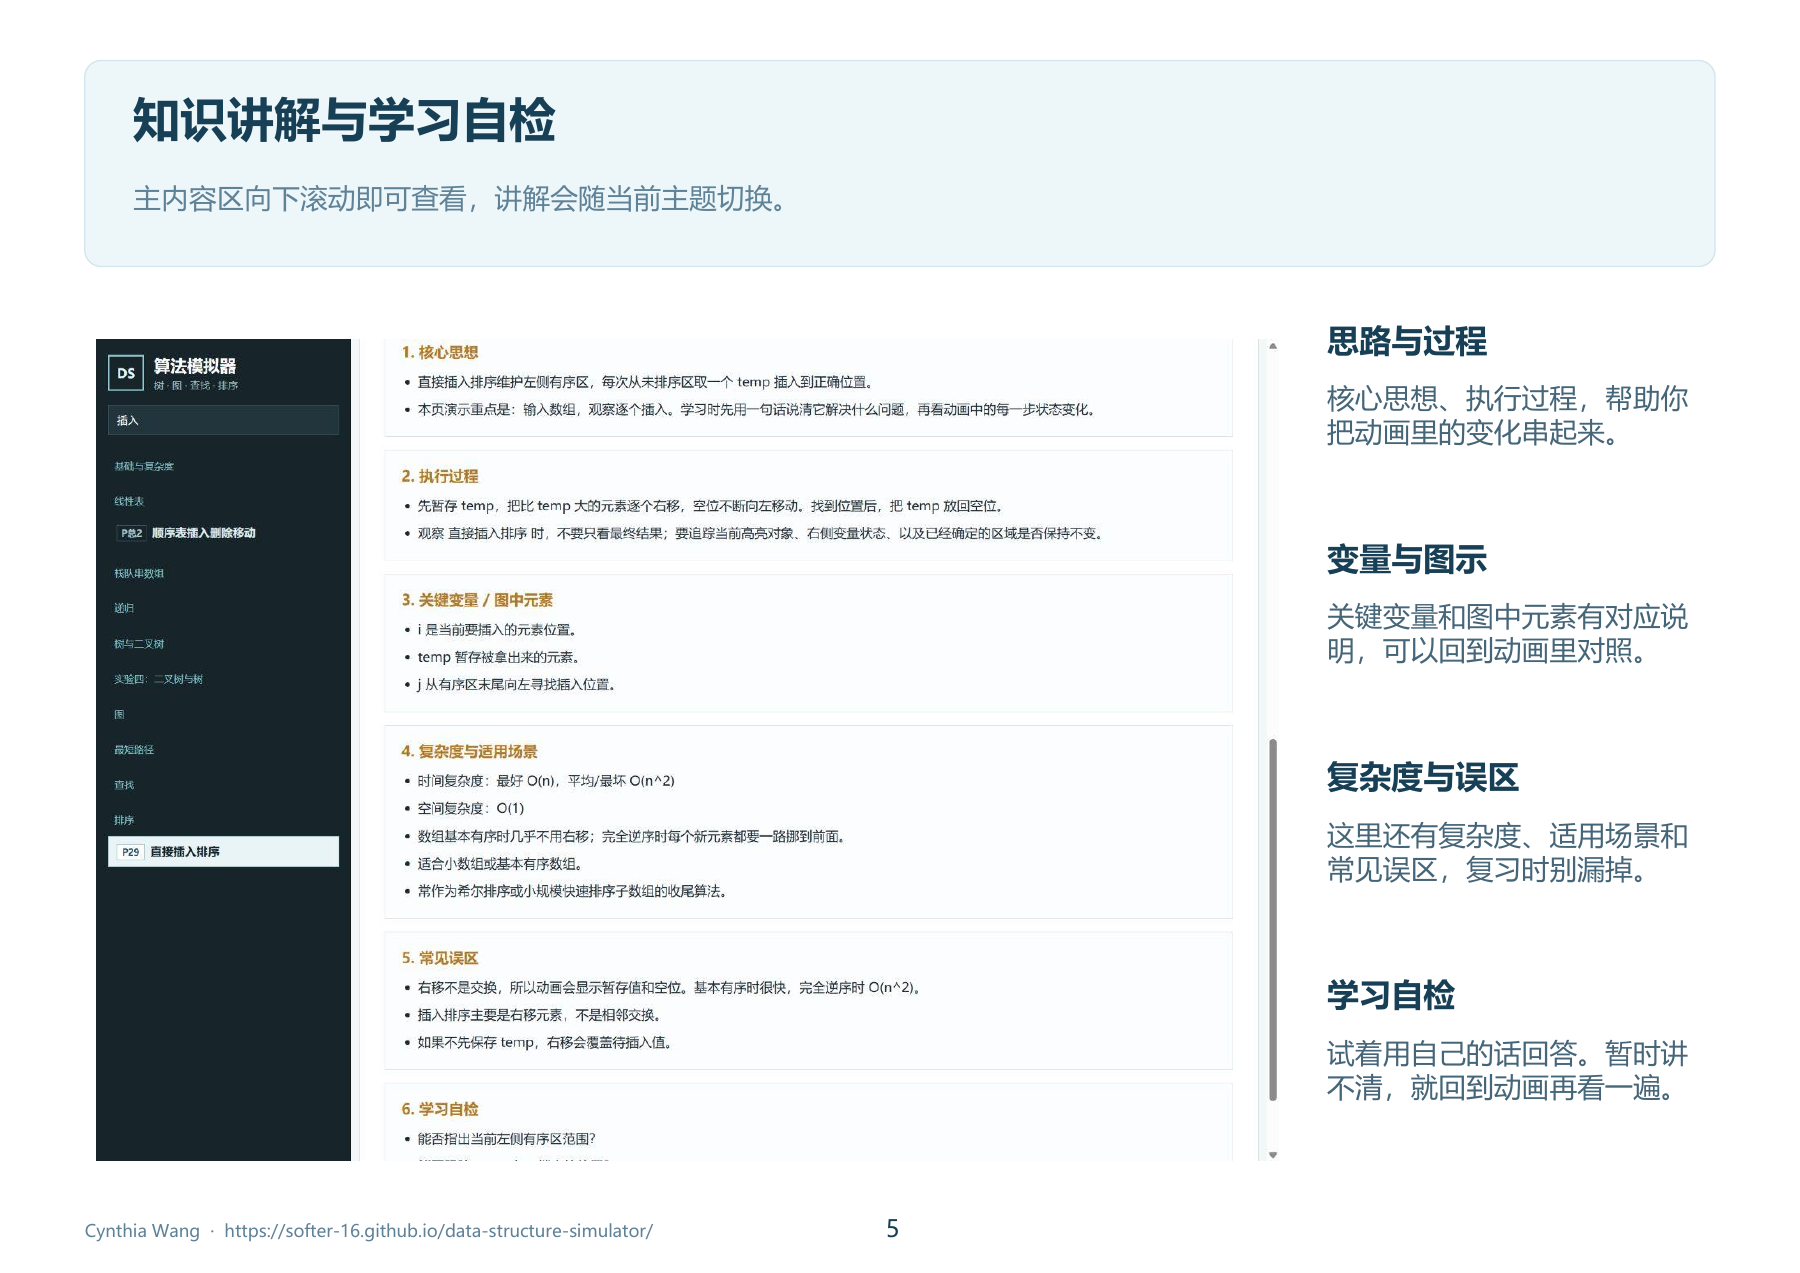 知识讲解与学习自检
主内容区向下滚动即可查看，讲解会随当前主题切换。
DS
算法模拟器
树·图·查找·排序
插入
基础与复杂度
线性表
P总2 顺序表插入删除移动
栈队串数组
递归
树与二叉树
实验四：二叉树与树
图
最短路径
查找
排序
P29 直接插入排序
1. 核心思想
• 直接插入排序维护左侧有序区，每次从未排序区取一个 temp 插入到正确位置。
• 本页演示重点是：输入数组，观察逐个插入。学习时先用一句话说清它解决什么问题，再看动画中的每一步状态变化。
2. 执行过程
• 先暂存 temp，把比 temp 大的元素逐个右移，空位不断向左移动。找到位置后，把 temp 放回空位。
• 观察 直接插入排序 时，不要只看最终结果；要追踪当前高亮对象、右侧变量状态、以及已经确定的区域是否保持不变。
3. 关键变量 / 图中元素
• i 是当前要插入的元素位置。
• temp 暂存被拿出来的元素。
• j 从有序区末尾向左寻找插入位置。
4. 复杂度与适用场景
• 时间复杂度：最好 O(n)，平均/最坏 O(n^2)
• 空间复杂度：O(1)
• 数组基本有序时几乎不用右移；完全逆序时每个新元素都要一路挪到前面。
• 适合小数组或基本有序数组。
• 常作为希尔排序或小规模快速排序子数组的收尾算法。
5. 常见误区
• 右移不是交换，所以动画会显示暂存值和空位。基本有序时很快，完全逆序时 O(n^2)。
• 插入排序主要是右移元素，不是相邻交换。
• 如果不先保存 temp，右移会覆盖待插入值。
6. 学习自检
• 能否指出当前左侧有序区范围？
思路与过程
核心思想、执行过程，帮助你
把动画里的变化串起来。
变量与图示
关键变量和图中元素有对应说
明，可以回到动画里对照。
复杂度与误区
这里还有复杂度、适用场景和
常见误区，复习时别漏掉。
学习自检
试着用自己的话回答。暂时讲
不清，就回到动画再看一遍。
Cynthia Wang · https://softer-16.github.io/data-structure-simulator/
5